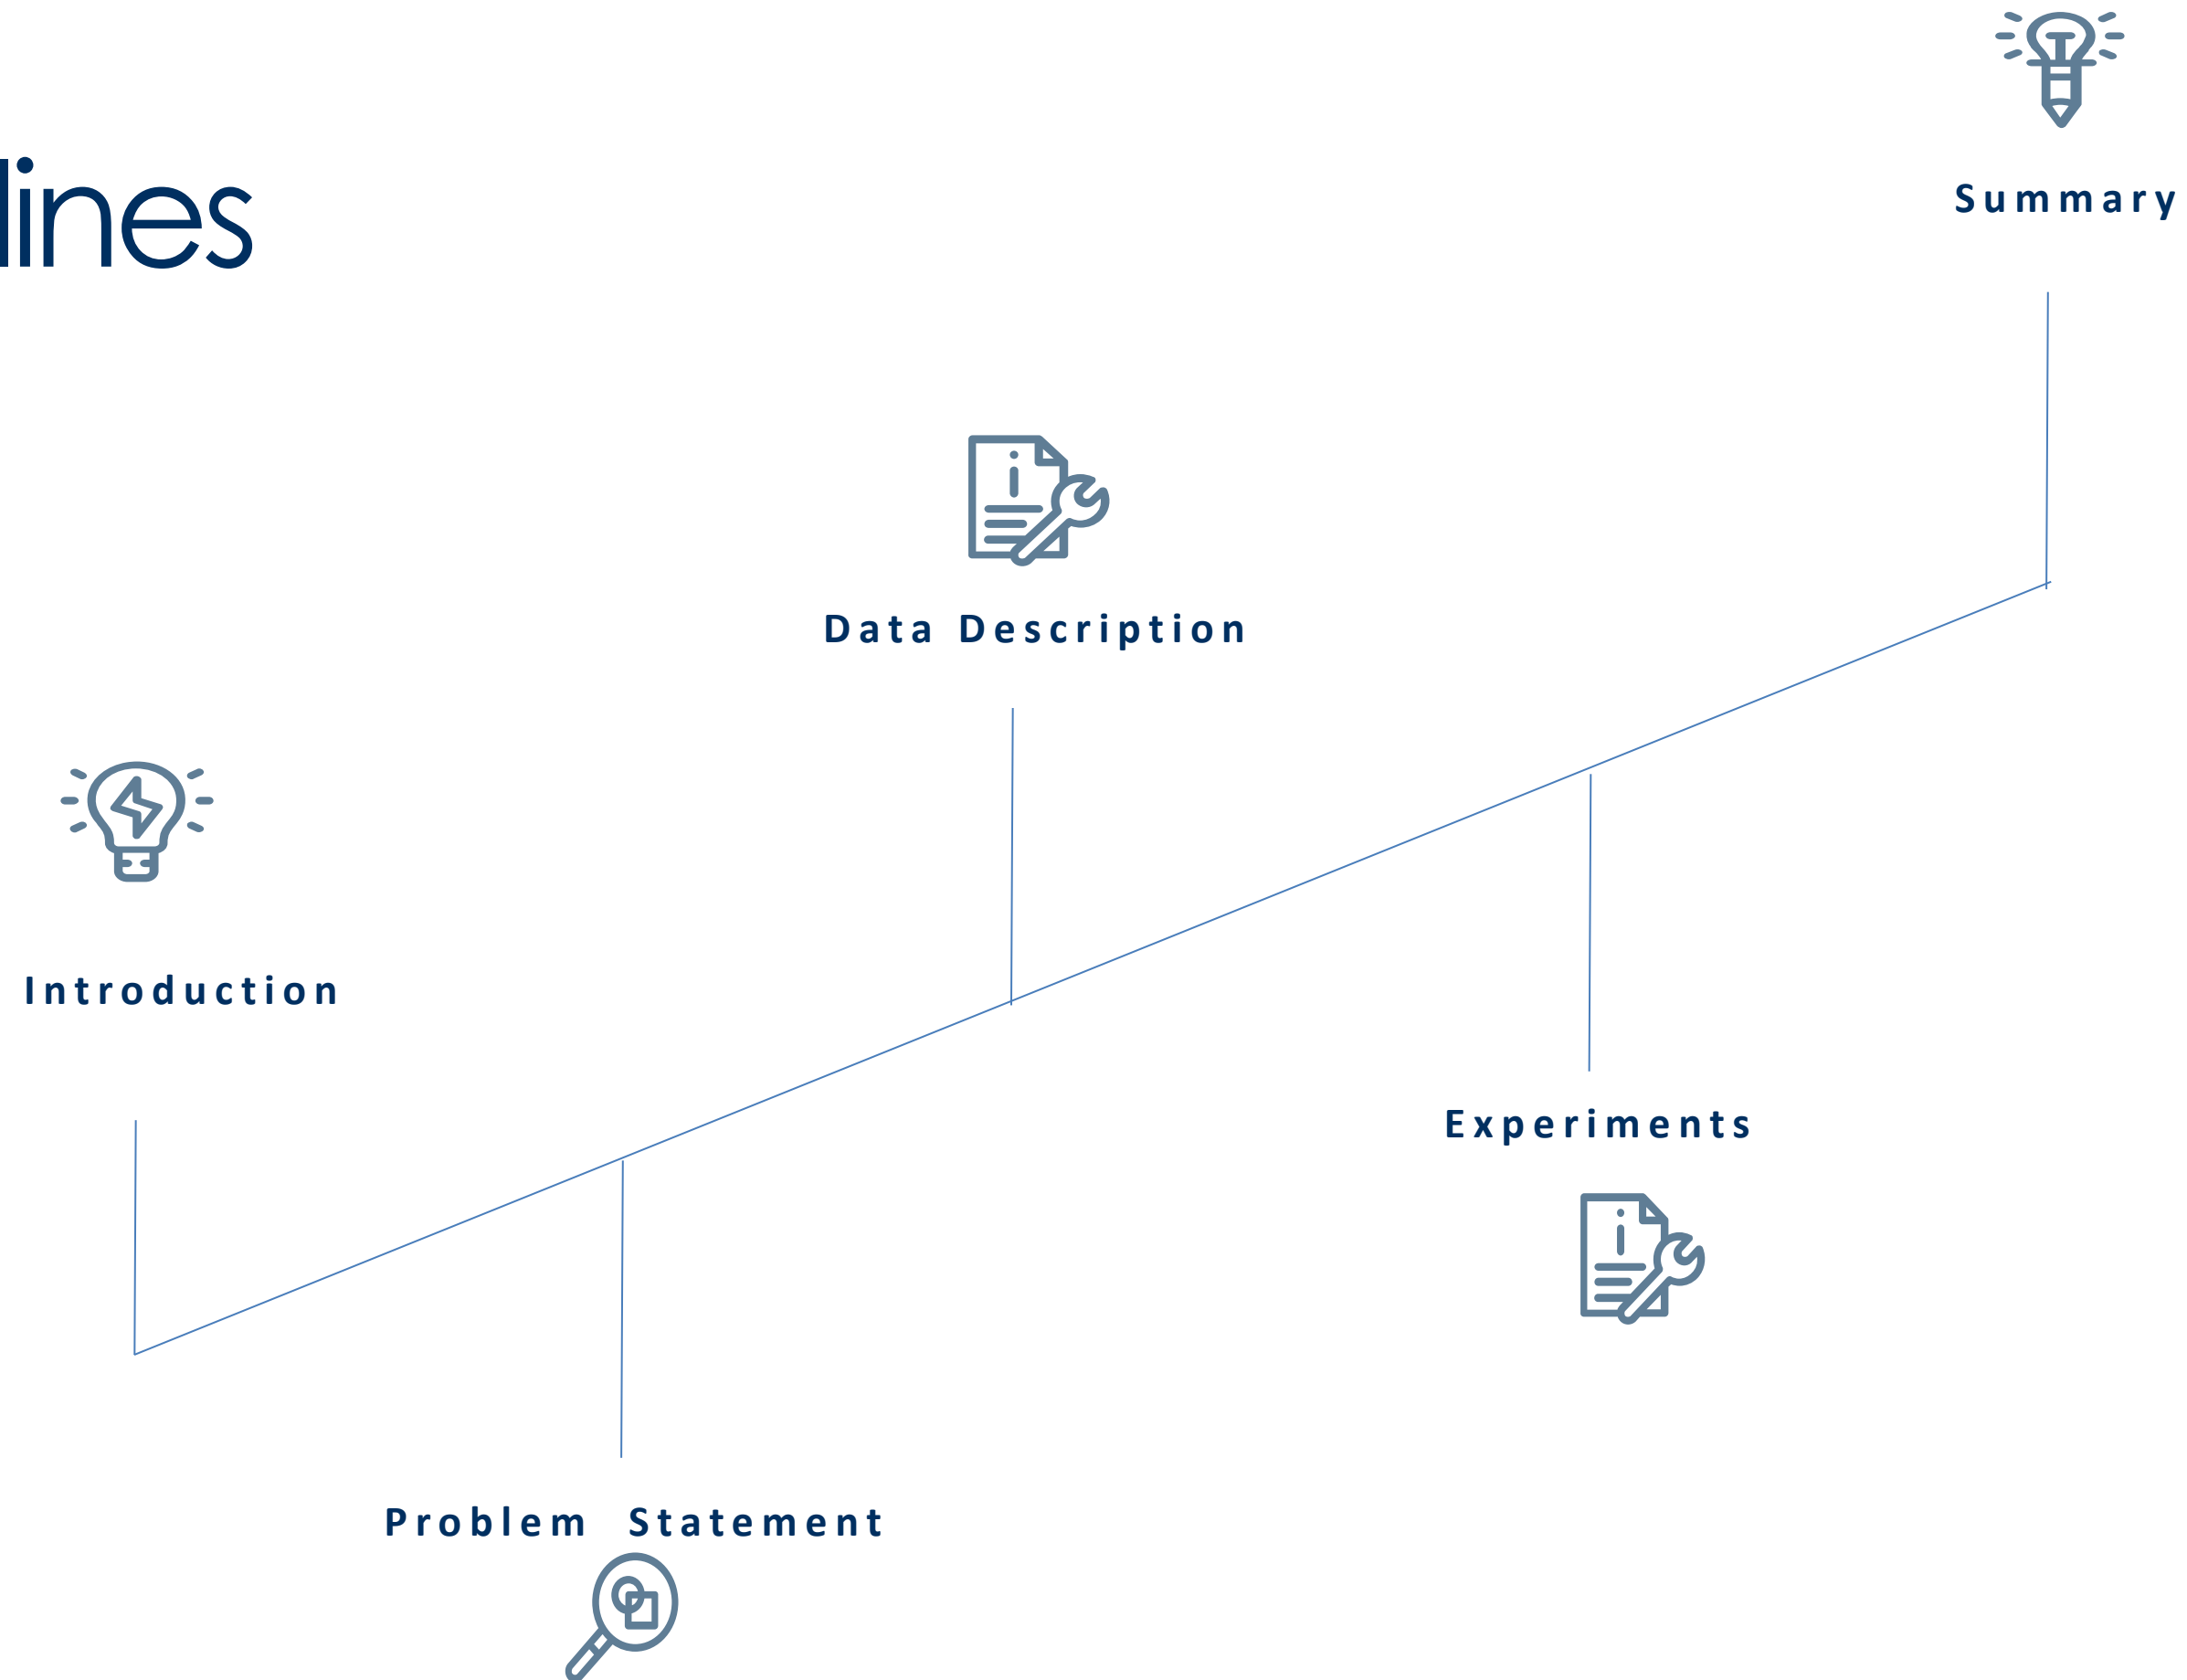 lines
Summary
Data Description
Introduction
Experiments
Problem Statement